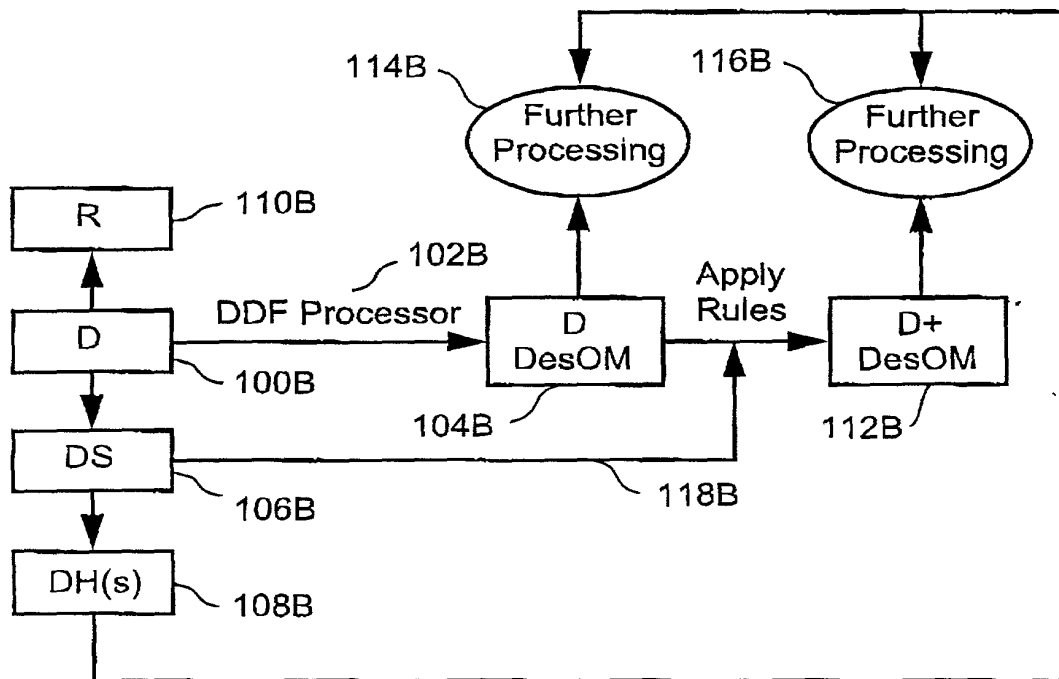 114B
116B
Further
Processing
Further
Processing
R
110B
102B
Apply
Rules
DDF Processor
D
100B
D
DesOM
104B
D+
DesOM
112B
DS
106B
118B
DH(s)
108B